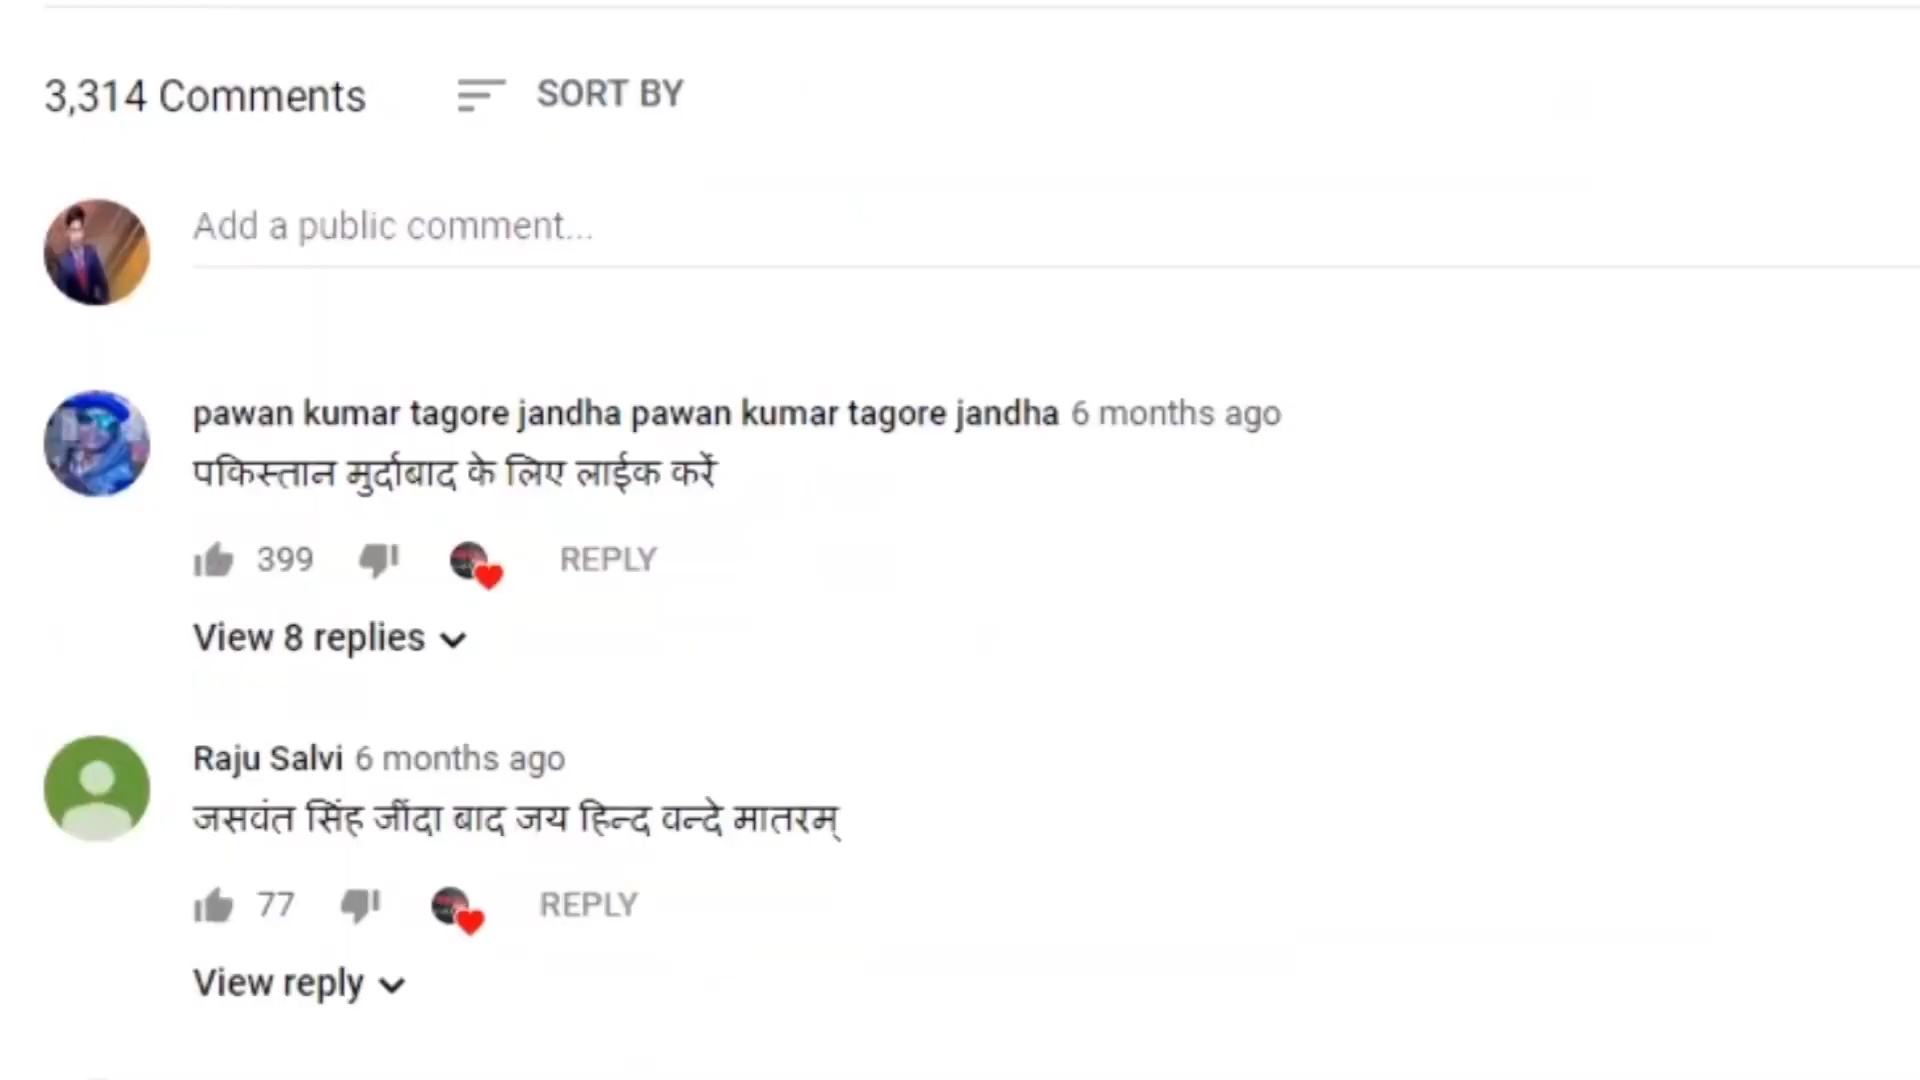 3,314 Comments SORT BY
Add a public comment...
pawan kumar tagore jandha pawan kumar tagore jandha 6 months ago
पकिस्तान मुर्दाबाद के लिए लाईक करें
399 REPLY
View 8 replies
Raju Salvi 6 months ago
जसवंत सिंह जींदा बाद जय हिन्द वन्दे मातरम्
77 REPLY
View reply